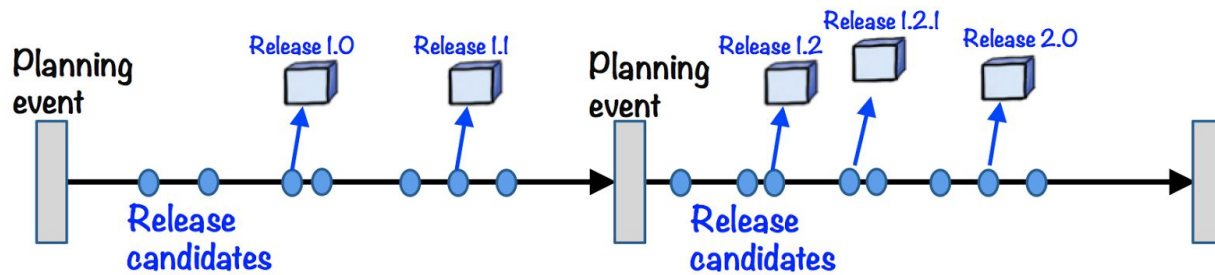 Planning
event
Release 1.0
Release 1.1
Release
candidates
Planning
event
Release 1.2
Release 1.2.1
Release 2.0
Release
candidates